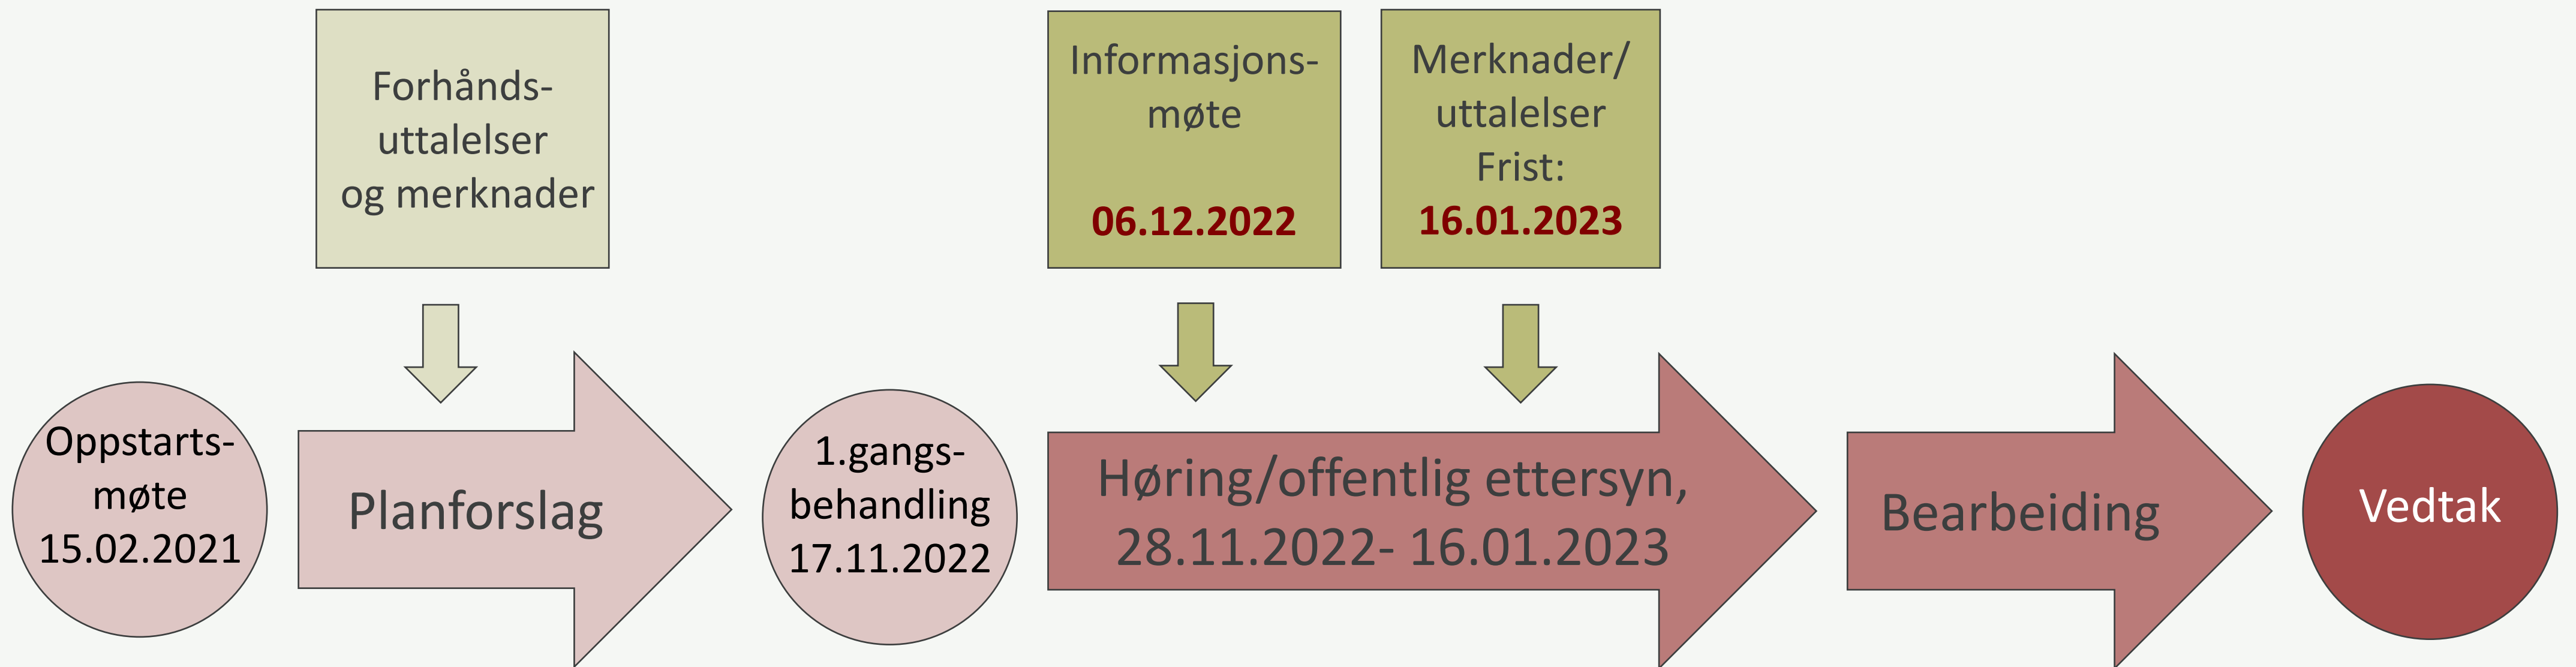 Forhånds-
uttalelser
og merknader
Informasjons-
møte
06.12.2022
Merknader/
uttalelser
Frist:
16.01.2023
Oppstarts-
møte
15.02.2021
Planforslag
1.gangs-
behandling
17.11.2022
Høring/offentlig ettersyn,
28.11.2022- 16.01.2023
Bearbeiding
Vedtak